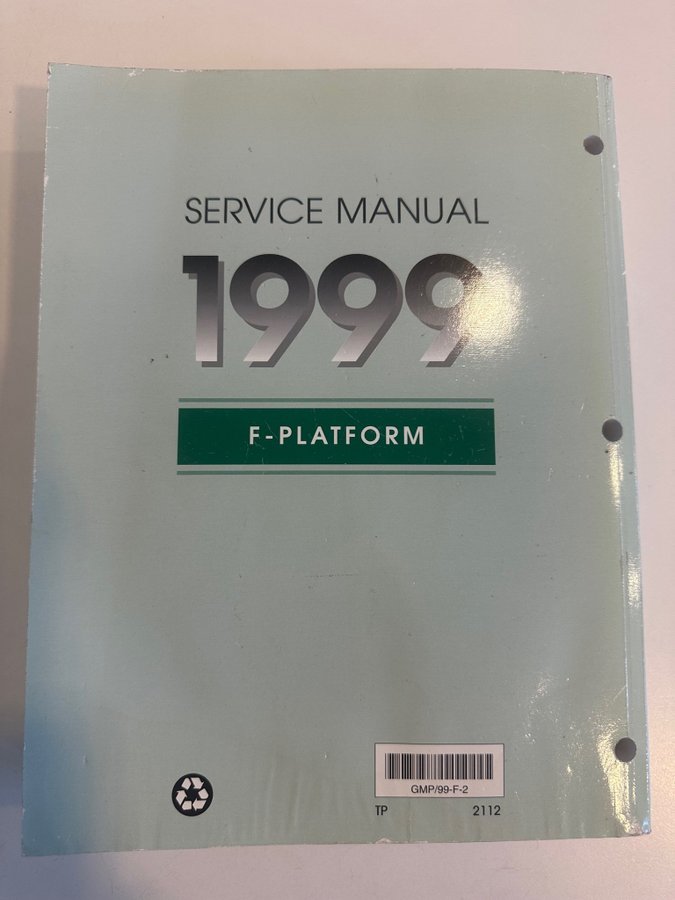 SERVICE MANUAL
1999
F-PLATFORM
GMP/99-F-2
TP 2112